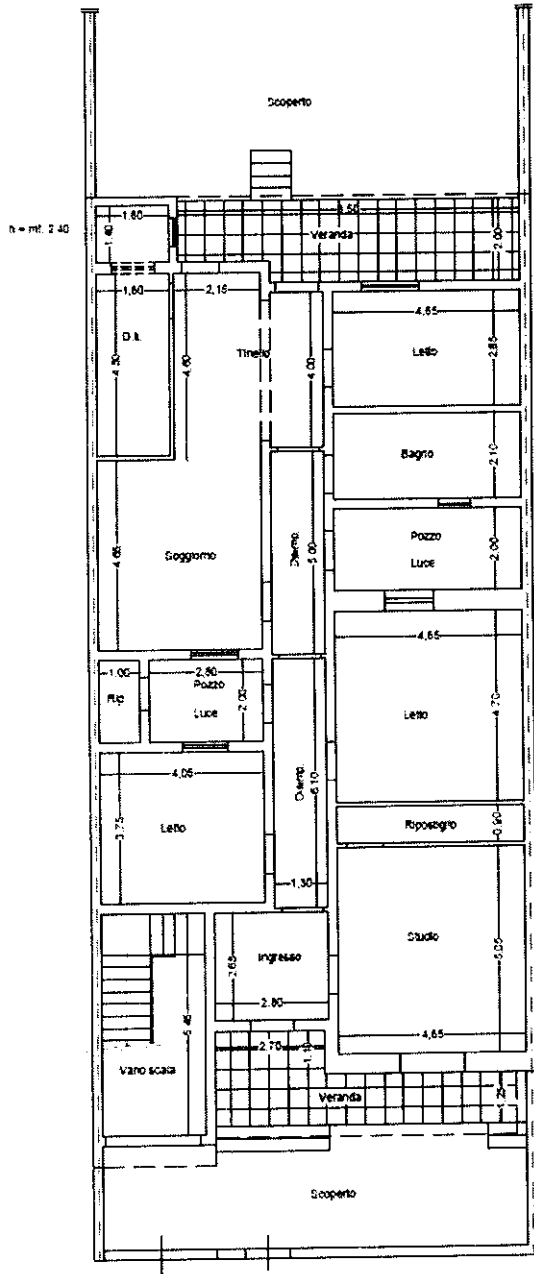 Scoperto
h = mt. 2.40
1,60
1,40
8,50
Veranda
2,00
1,60
2,15
4,65
D.I.
Tinello
4,00
Letto
2,85
4,50
4,60
Bagno
2,10
Pozzo
Luce
2,00
4,65
Soggiorno
Disimp.
5,00
4,65
1,00
2,80
Rip
Pozzo
Luce
2,00
Letto
4,70
4,05
Disimp.
6,10
Letto
3,75
Ripostiglio
0,90
1,30
Studio
5,05
Ingresso
2,65
2,80
5,45
4,65
2,70
1,10
Vano scala
Veranda
1,25
Scoperto